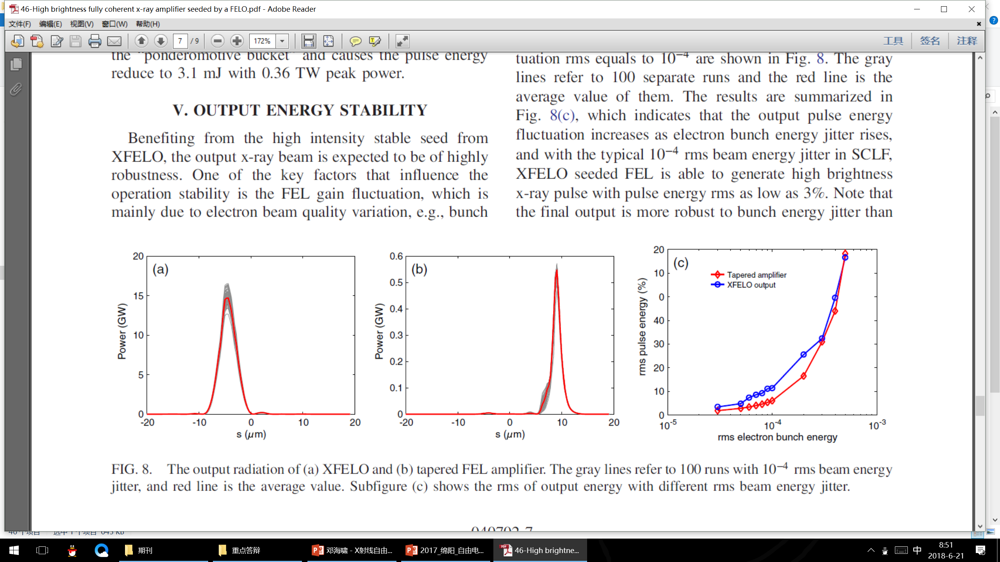 46-High brightness fully coherent x-ray amplifier seeded by a FELO.pdf - Adobe Reader
文件(F) 编辑(E) 视图(V) 窗口(W) 帮助(H)
7 / 9 172% 工具 签名 注释
the "ponderomotive bucket" and causes the pulse energy
reduce to 3.1 mJ with 0.36 TW peak power.
V. OUTPUT ENERGY STABILITY
Benefiting from the high intensity stable seed from
XFELO, the output x-ray beam is expected to be of highly
robustness. One of the key factors that influence the
operation stability is the FEL gain fluctuation, which is
mainly due to electron beam quality variation, e.g., bunch
tuation rms equals to 10⁻⁴ are shown in Fig. 8. The gray
lines refer to 100 separate runs and the red line is the
average value of them. The results are summarized in
Fig. 8(c), which indicates that the output pulse energy
fluctuation increases as electron bunch energy jitter rises,
and with the typical 10⁻⁴ rms beam energy jitter in SCLF,
XFELO seeded FEL is able to generate high brightness
x-ray pulse with pulse energy rms as low as 3%. Note that
the final output is more robust to bunch energy jitter than
(a)
20
15
10
5
0
Power (GW)
-20 -10 0 10 20
s (μm)
(b)
0.6
0.5
0.4
0.3
0.2
0.1
0
Power (GW)
-20 -10 0 10 20
s (μm)
(c)
Tapered amplifier
XFELO output
20
10
0
40
30
20
10
0
rms pulse energy (%)
10⁻⁵ 10⁻⁴ 10⁻³
rms electron bunch energy
FIG. 8. The output radiation of (a) XFELO and (b) tapered FEL amplifier. The gray lines refer to 100 runs with 10⁻⁴ rms beam energy
jitter, and red line is the average value. Subfigure (c) shows the rms of output energy with different rms beam energy jitter.
040702-7
46 个项目 选中 1 个项目 645 KB
期刊 重点答辩 邓海啸 - X射线自由... 2017_绵阳_自由电... 46-High brightne... 中 8:51
2018-6-21